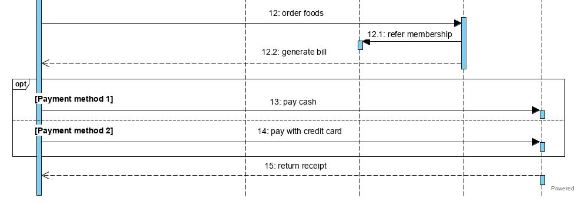 12: order foods
12.1: refer membership
12.2: generate bill
opt
[Payment method 1]
13: pay cash
[Payment method 2]
14: pay with credit card
15: return receipt
Powered